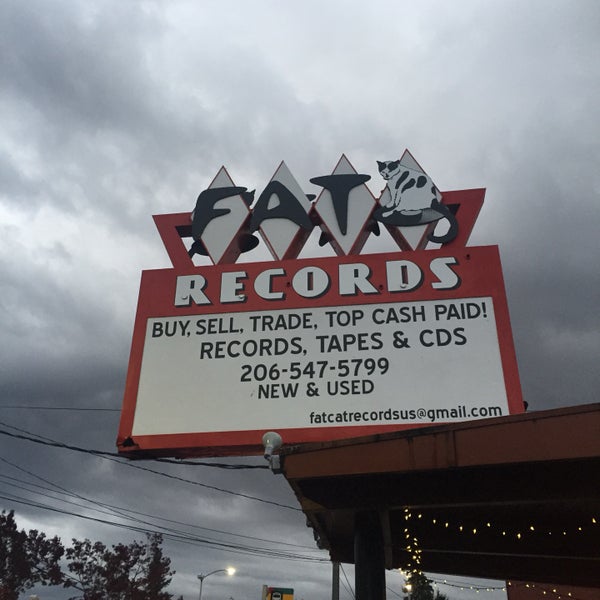 FAT
RECORDS
BUY, SELL, TRADE, TOP CASH PAID!
RECORDS, TAPES & CDS
206-547-5799
NEW & USED
fatcatrecordsus@gmail.com